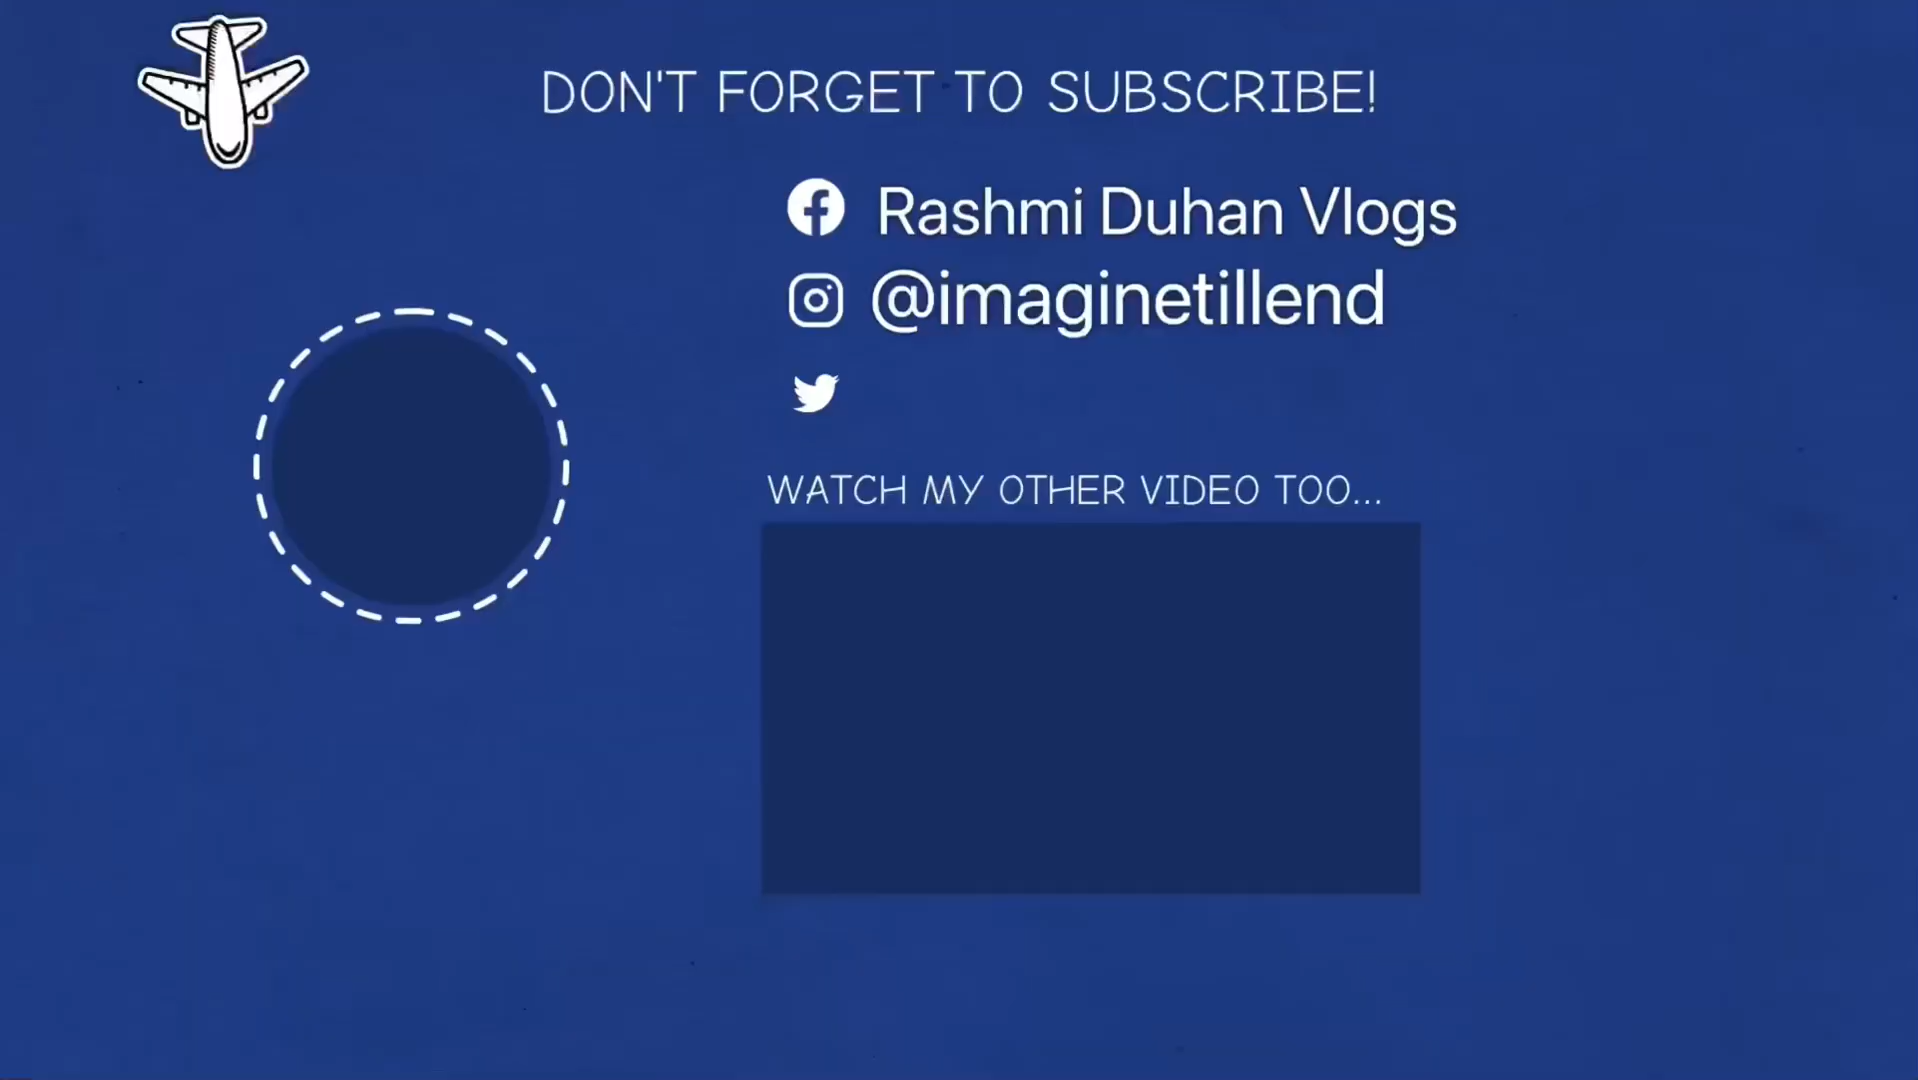 DON'T FORGET TO SUBSCRIBE!
Rashmi Duhan Vlogs
@imaginetillend
WATCH MY OTHER VIDEO TOO...